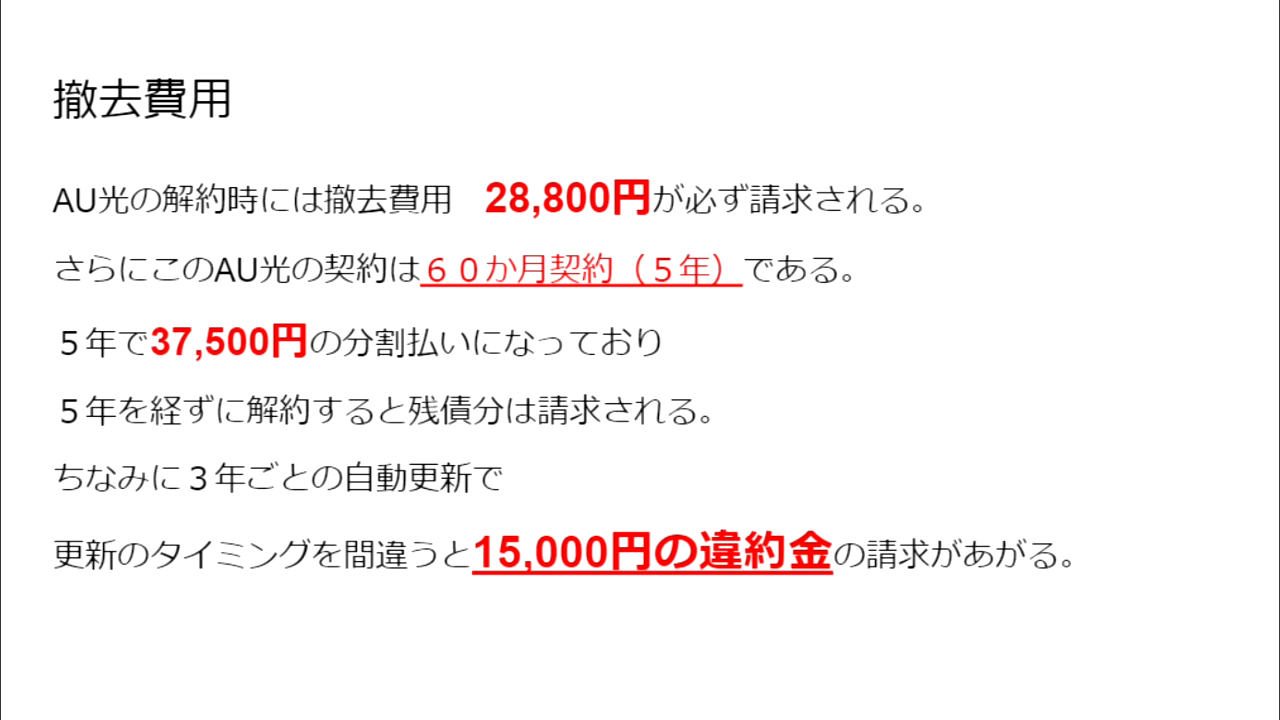 撤去費用
AU光の解約時には撤去費用　28,800円が必ず請求される。
さらにこのAU光の契約は６０か月契約（５年）である。
５年で37,500円の分割払いになっており
５年を経ずに解約すると残債分は請求される。
ちなみに３年ごとの自動更新で
更新のタイミングを間違うと15,000円の違約金の請求があがる。